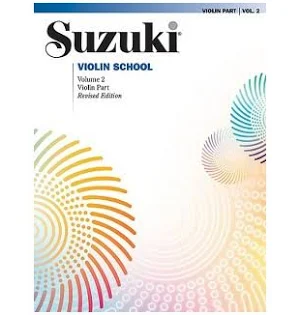 VIOLIN PART | VOL. 2
Suzuki®
VIOLIN SCHOOL
Volume 2
Violin Part
Revised Edition